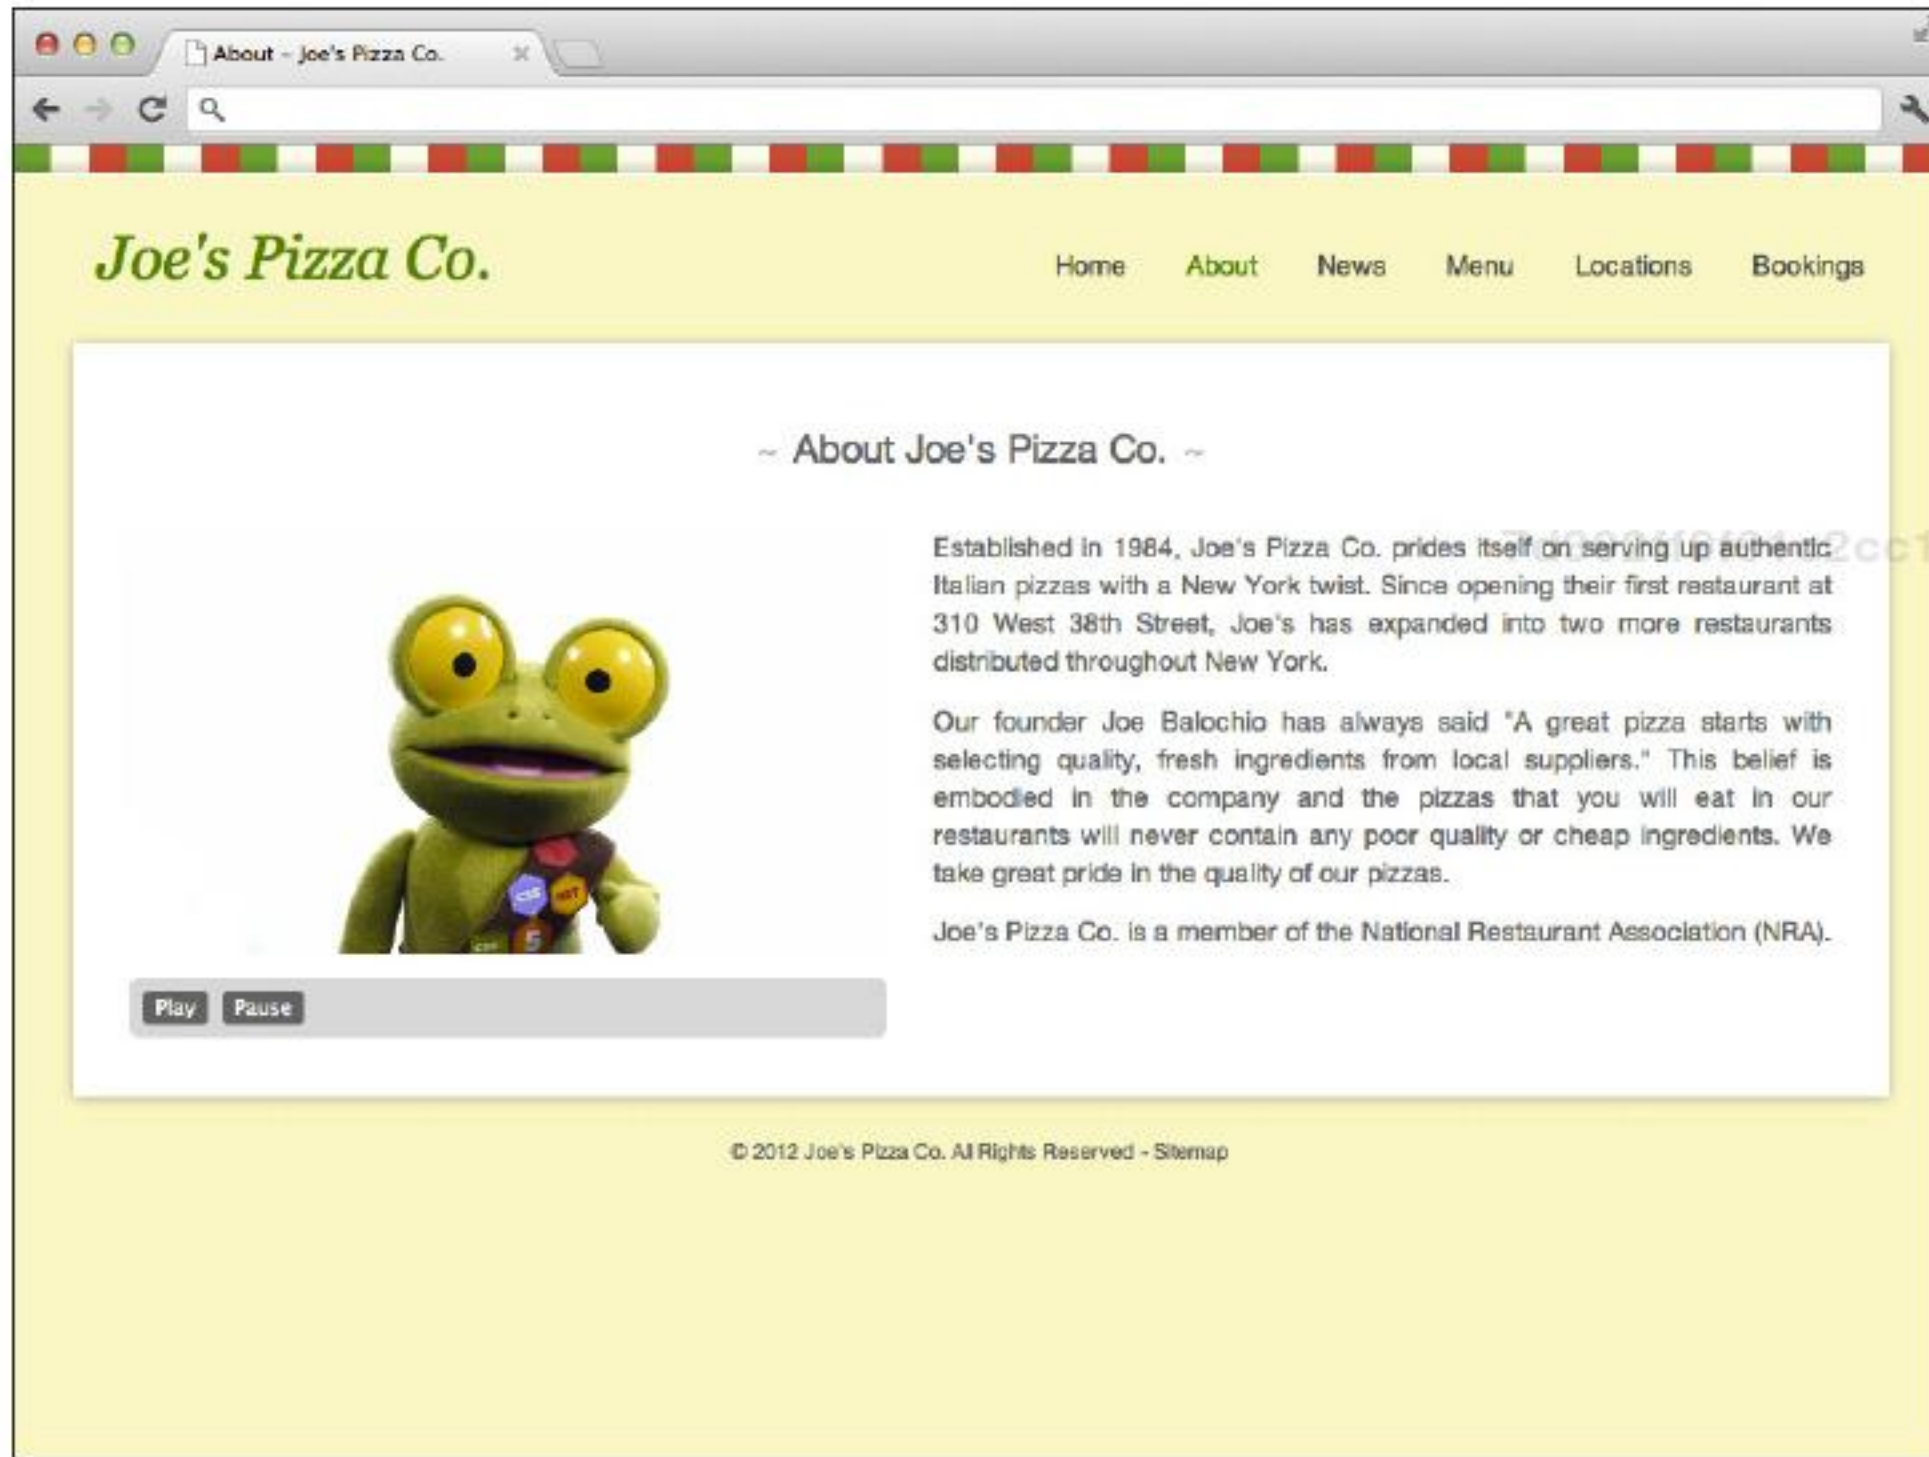 About - Joe's Pizza Co.
Joe's Pizza Co.
Home About News Menu Locations Bookings
~ About Joe's Pizza Co. ~
Established in 1984, Joe's Pizza Co. prides itself on serving up authentic
Italian pizzas with a New York twist. Since opening their first restaurant at
310 West 38th Street, Joe's has expanded into two more restaurants
distributed throughout New York.
Our founder Joe Balochio has always said "A great pizza starts with
selecting quality, fresh ingredients from local suppliers." This belief is
embodied in the company and the pizzas that you will eat in our
restaurants will never contain any poor quality or cheap ingredients. We
take great pride in the quality of our pizzas.
Joe's Pizza Co. is a member of the National Restaurant Association (NRA).
CSS
5
Play Pause
© 2012 Joe's Pizza Co. All Rights Reserved - Sitemap